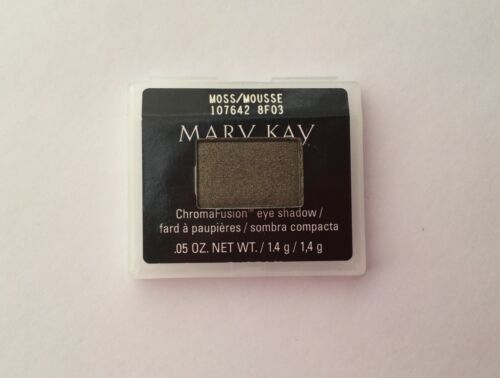 MOSS/MOUSSE
107642 8F03
MARY KAY
ChromaFusion™ eye shadow /
fard à paupières / sombra compacta
.05 OZ. NET WT. / 1.4 g / 1,4 g